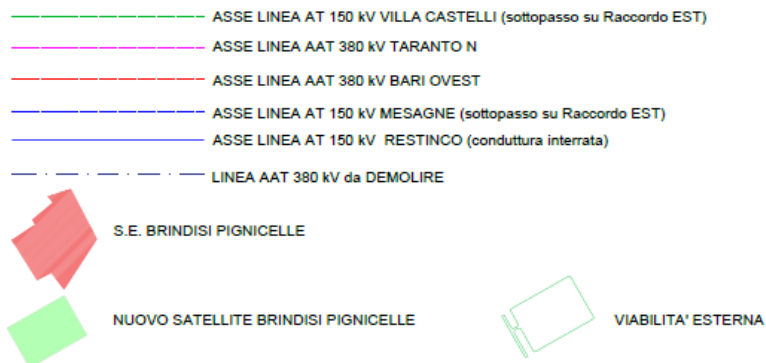 ASSE LINEA AT 150 kV VILLA CASTELLI (sottopasso su Raccordo EST)
ASSE LINEA AAT 380 kV TARANTO N
ASSE LINEA AAT 380 kV BARI OVEST
ASSE LINEA AT 150 kV MESAGNE (sottopasso su Raccordo EST)
ASSE LINEA AT 150 kV RESTINCO (conduttura interrata)
LINEA AAT 380 kV da DEMOLIRE
S.E. BRINDISI PIGNICELLE
NUOVO SATELLITE BRINDISI PIGNICELLE
VIABILITA' ESTERNA